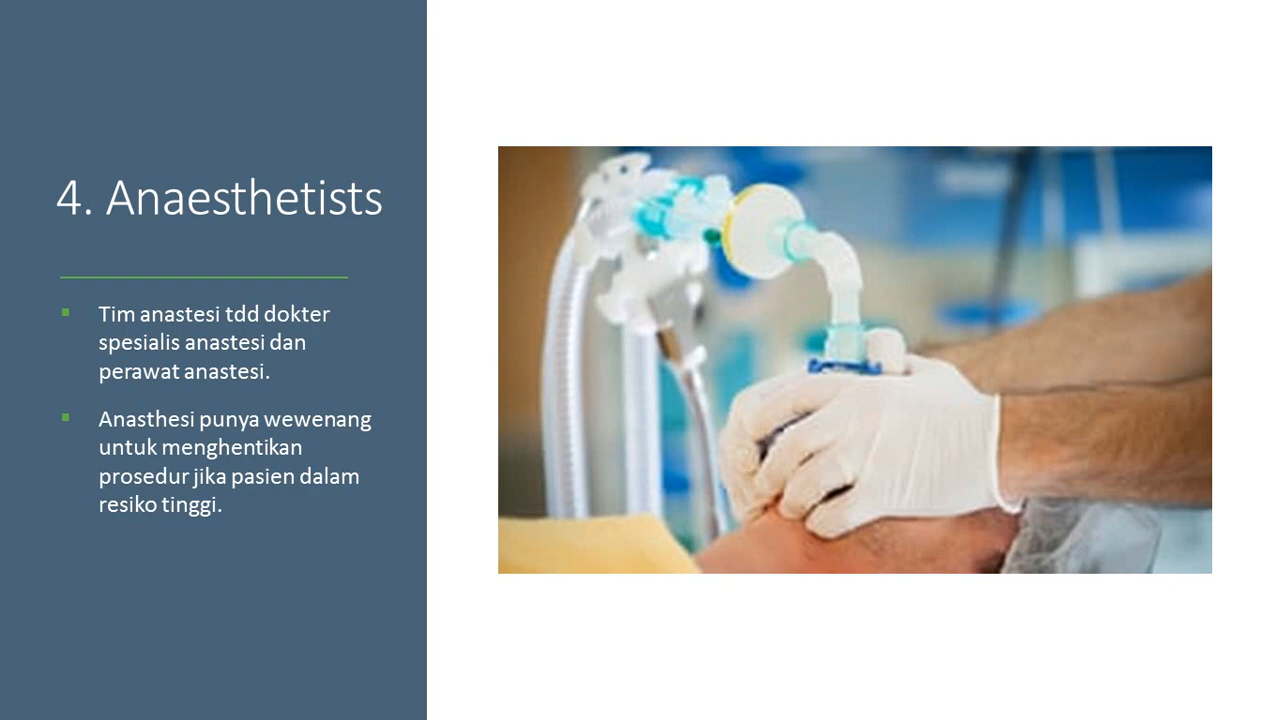 4. Anaesthetists
Tim anastesi tdd dokter
spesialis anastesi dan
perawat anastesi.
Anasthesi punya wewenang
untuk menghentikan
prosedur jika pasien dalam
resiko tinggi.